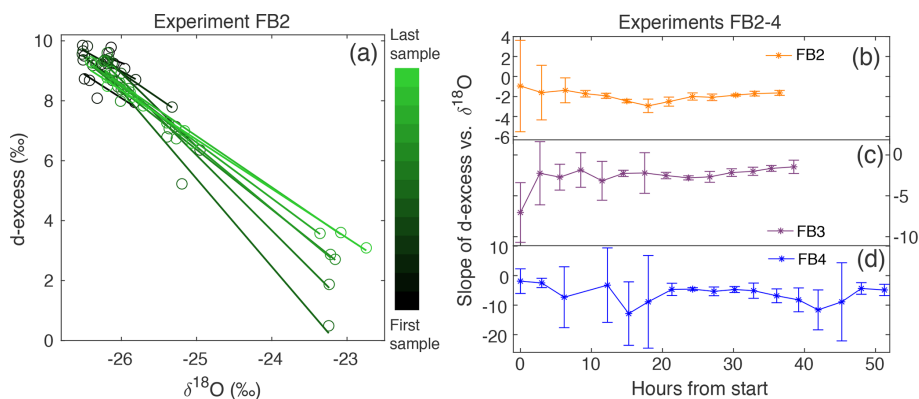 Experiment FB2
(a)
Last
sample
First
sample
10
8
6
4
2
0
d-excess (‰)
-26
-25
-24
-23
δ¹⁸O (‰)
Experiments FB2-4
Slope of d-excess vs. δ¹⁸O
4
2
0
-2
-4
-6
FB2
(b)
0
-5
-10
(c)
FB3
10
0
-10
-20
FB4
(d)
0
10
20
30
40
50
Hours from start